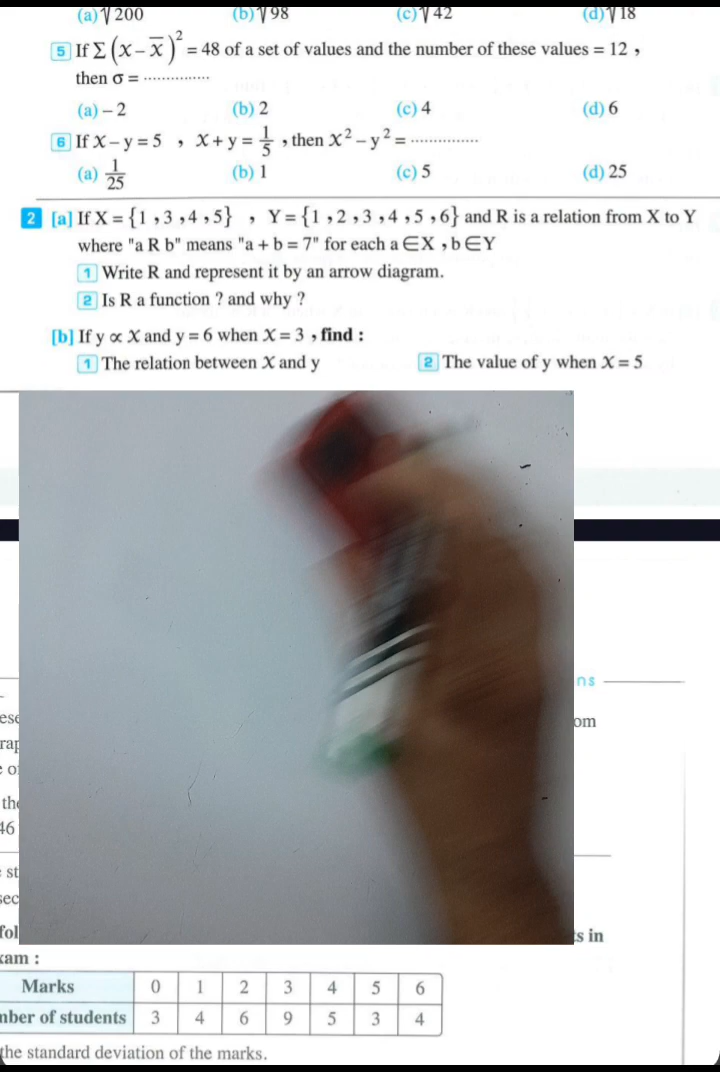 (a) √200 (b) √98 (c) √42 (d) √18
5 If Σ (x – x̄)² = 48 of a set of values and the number of these values = 12 ,
then σ = ...............
(a) – 2 (b) 2 (c) 4 (d) 6
6 If x – y = 5 , x + y = 1/5 , then x² – y² = ...............
(a) 1/25 (b) 1 (c) 5 (d) 25
2 [a] If X = {1 , 3 , 4 , 5} , Y = {1 , 2 , 3 , 4 , 5 , 6} and R is a relation from X to Y
where "a R b" means "a + b = 7" for each a ∈ X , b ∈ Y
1 Write R and represent it by an arrow diagram.
2 Is R a function ? and why ?
[b] If y ∝ x and y = 6 when x = 3 , find :
1 The relation between x and y 2 The value of y when x = 5
ns
om
the
46
st
sec
fol s in
am :
Marks 0 1 2 3 4 5 6
ber of students 3 4 6 9 5 3 4
the standard deviation of the marks.